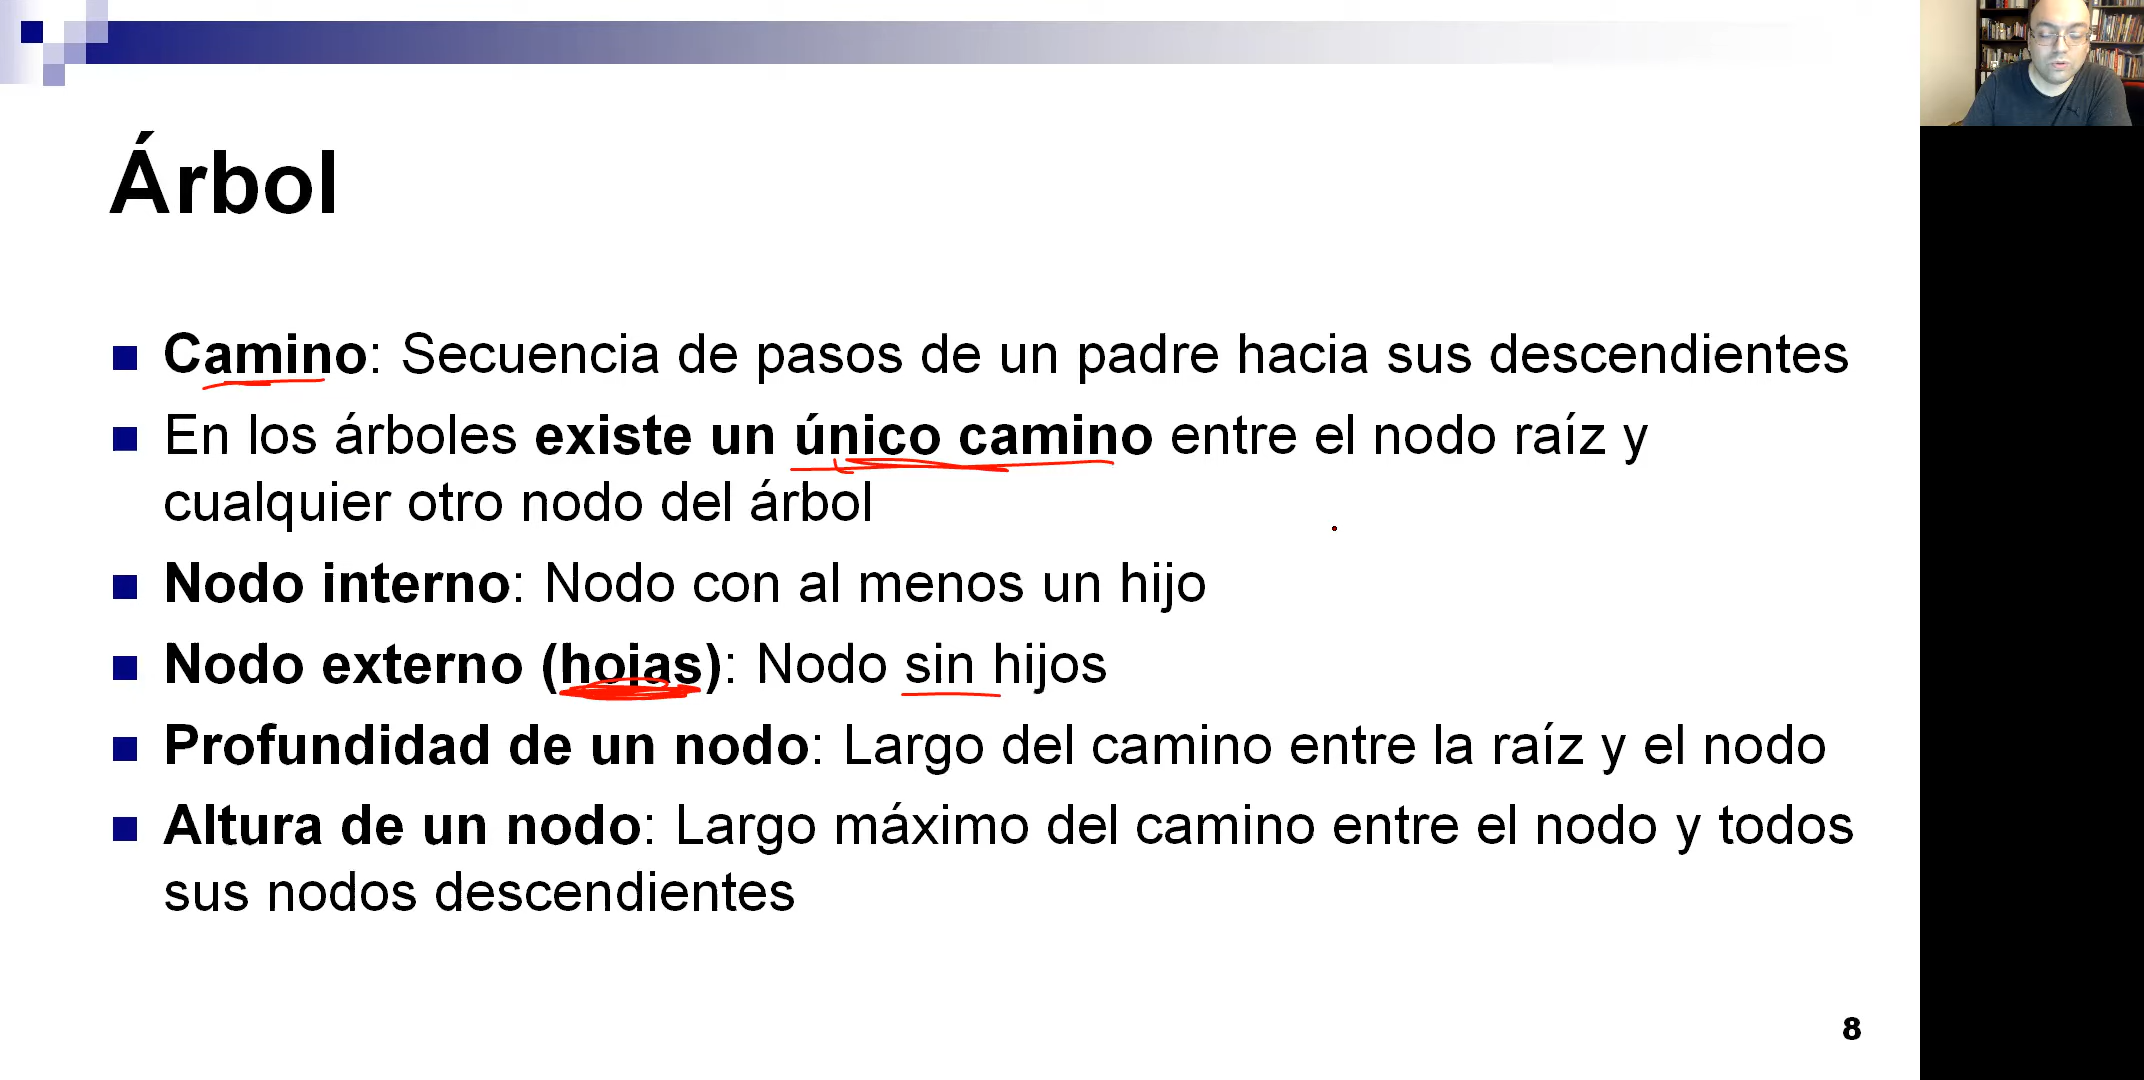 Árbol
Camino: Secuencia de pasos de un padre hacia sus descendientes
En los árboles existe un único camino entre el nodo raíz y
cualquier otro nodo del árbol
Nodo interno: Nodo con al menos un hijo
Nodo externo (hojas): Nodo sin hijos
Profundidad de un nodo: Largo del camino entre la raíz y el nodo
Altura de un nodo: Largo máximo del camino entre el nodo y todos
sus nodos descendientes
8